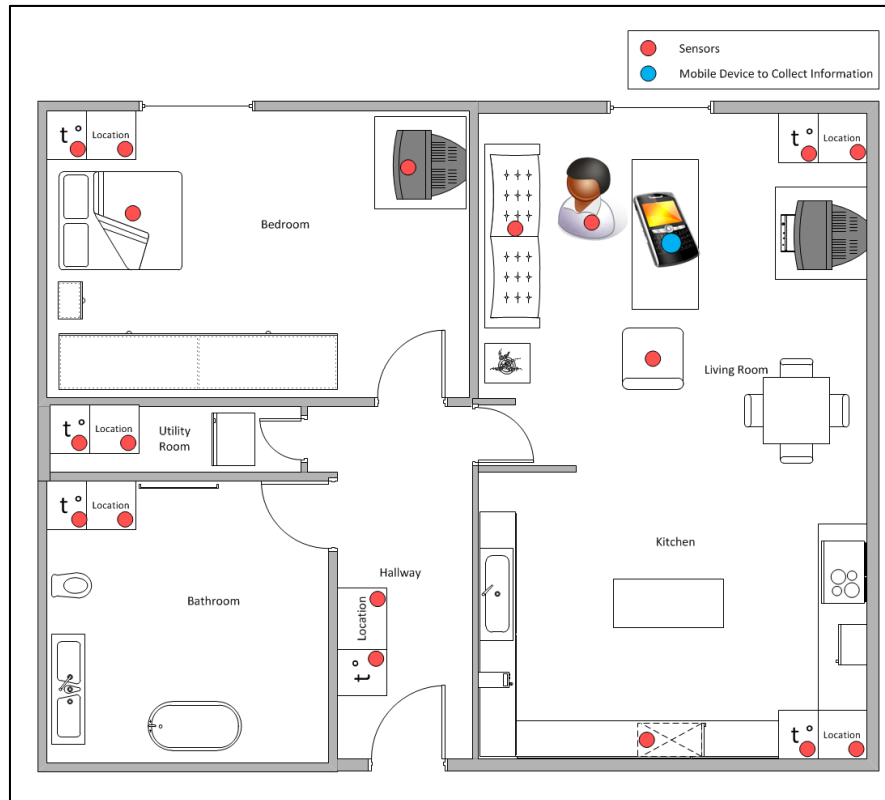 Sensors
Mobile Device to Collect Information
t°
Location
t°
Location
Bedroom
Living Room
t°
Location
Utility
Room
t°
Location
Kitchen
Hallway
Bathroom
Location
t°
t°
Location